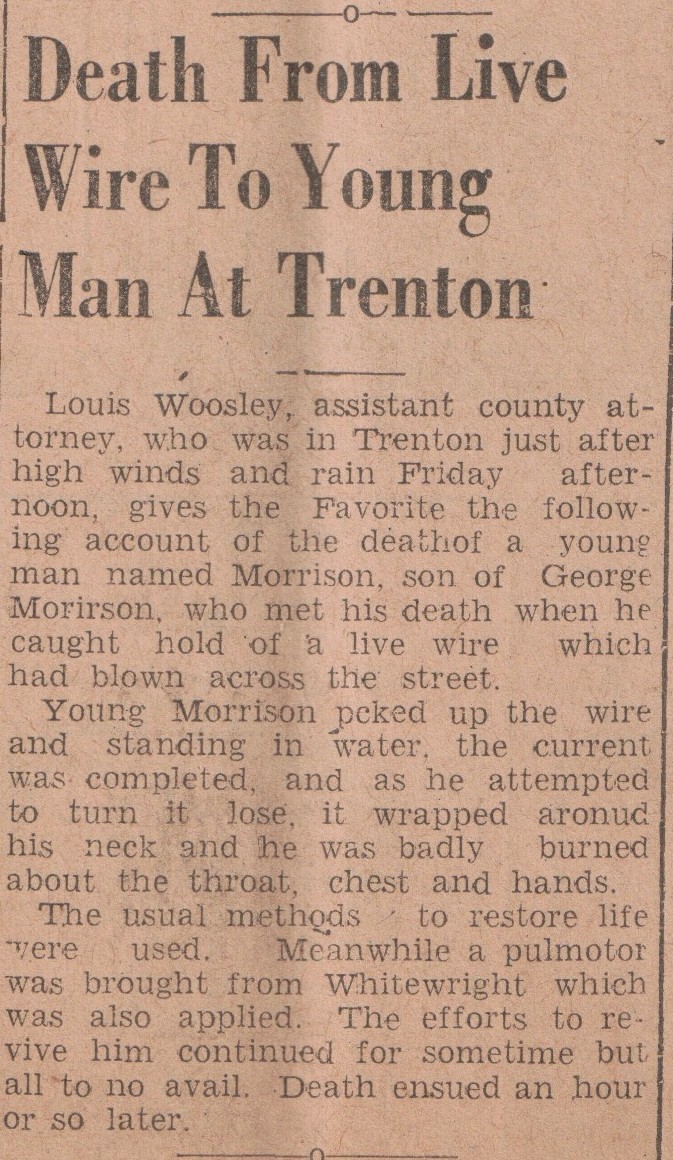 Death From Live
Wire To Young
Man At Trenton
Louis Woosley, assistant county at-
torney, who was in Trenton just after
high winds and rain Friday after-
noon, gives the Favorite the follow-
ing account of the deathof a young
man named Morrison, son of George
Morirson, who met his death when he
caught hold of a live wire which
had blown across the street.
Young Morrison pcked up the wire
and standing in water, the current
was completed, and as he attempted
to turn it lose, it wrapped aronud
his neck and he was badly burned
about the throat, chest and hands.
The usual methods to restore life
were used. Meanwhile a pulmotor
was brought from Whitewright which
was also applied. The efforts to re-
vive him continued for sometime but
all to no avail. Death ensued an hour
or so later.